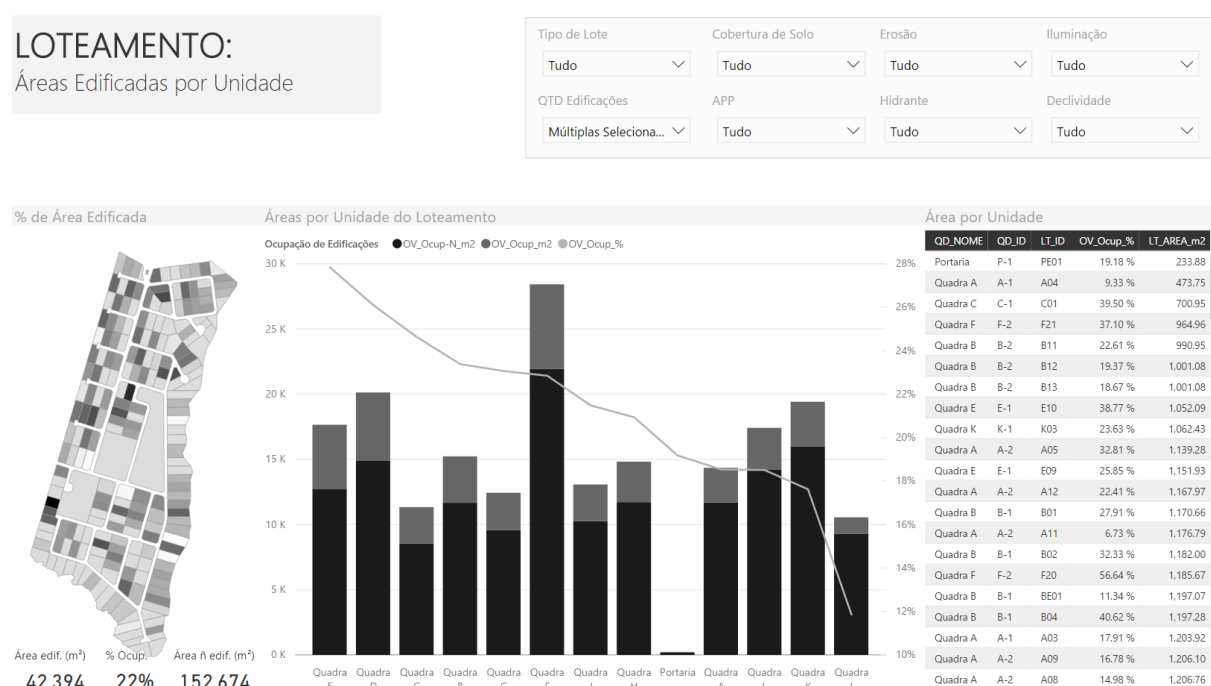 LOTEAMENTO:
Áreas Edificadas por Unidade
Tipo de Lote Cobertura de Solo Erosão Iluminação
Tudo Tudo Tudo Tudo
QTD Edificações APP Hidrante Declividade
Múltiplas Seleciona... Tudo Tudo Tudo
% de Área Edificada
Áreas por Unidade do Loteamento
Ocupação de Edificações OV_Ocup-N_m2 OV_Ocup_m2 OV_Ocup_%
30 K
25 K
20 K
15 K
10 K
5 K
0 K
28%
26%
24%
22%
20%
18%
16%
14%
12%
10%
Quadra Quadra Quadra Quadra Quadra Quadra Quadra Quadra Portaria Quadra Quadra Quadra Quadra
Área edif. (m²) % Ocup. Área ñ edif. (m²)
42.394 22% 152.674
Área por Unidade
QD_NOME QD_ID LT_ID OV_Ocup_% LT_AREA_m2
Portaria P-1 PE01 19.18 % 233.88
Quadra A A-1 A04 9.33 % 473.75
Quadra C C-1 C01 39.50 % 700.95
Quadra F F-2 F21 37.10 % 964.96
Quadra B B-2 B11 22.61 % 990.95
Quadra B B-2 B12 19.37 % 1,001.08
Quadra B B-2 B13 18.67 % 1,001.08
Quadra E E-1 E10 38.77 % 1,052.09
Quadra K K-1 K03 23.63 % 1,062.43
Quadra A A-2 A05 32.81 % 1,139.28
Quadra E E-1 E09 25.85 % 1,151.93
Quadra A A-2 A12 22.41 % 1,167.97
Quadra B B-1 B01 27.91 % 1,170.66
Quadra A A-2 A11 6.73 % 1,176.79
Quadra B B-1 B02 32.33 % 1,182.00
Quadra F F-2 F20 56.64 % 1,185.67
Quadra B B-1 BE01 11.34 % 1,197.07
Quadra B B-1 B04 40.62 % 1,197.28
Quadra A A-1 A03 17.91 % 1,203.92
Quadra A A-2 A09 16.78 % 1,206.10
Quadra A A-2 A08 14.98 % 1,206.76